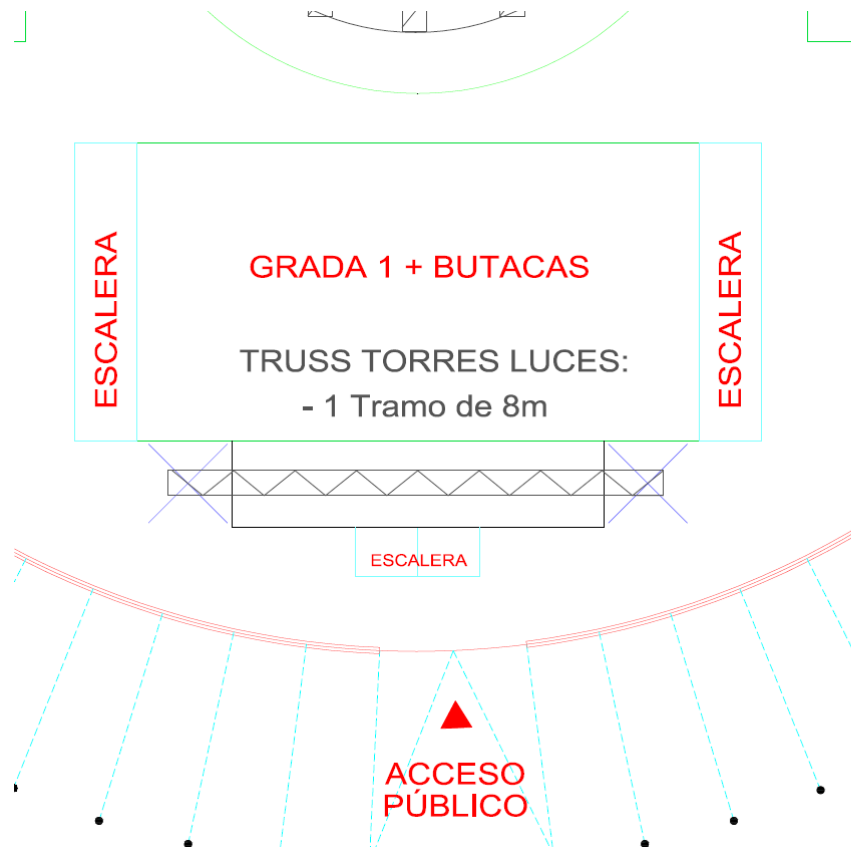 ESCALERA
GRADA 1 + BUTACAS
ESCALERA
TRUSS TORRES LUCES:
- 1 Tramo de 8m
ESCALERA
ACCESO
PÚBLICO